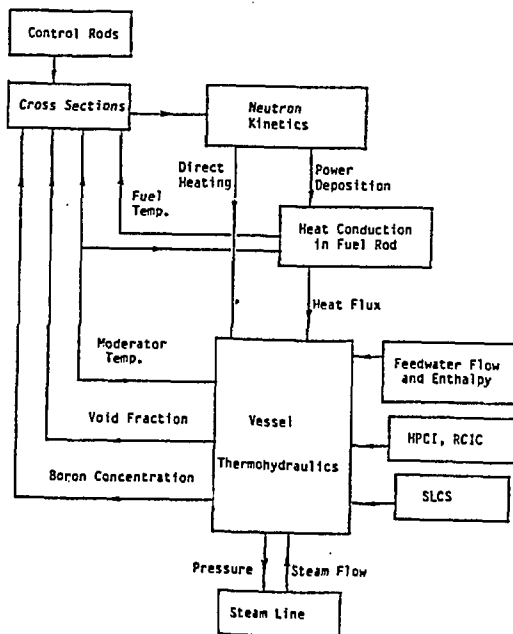 Control Rods
Cross Sections
Neutron
Kinetics
Direct
Heating
Power
Deposition
Fuel
Temp.
Heat Conduction
in Fuel Rod
Heat Flux
Moderator
Temp.
Feedwater Flow
and Enthalpy
Void Fraction
Vessel
Thermohydraulics
HPCI, RCIC
Boron Concentration
SLCS
Pressure
Steam Flow
Steam Line